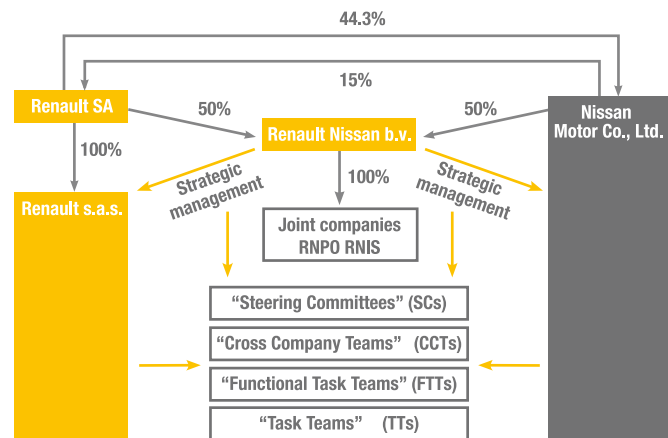 44.3%
15%
Renault SA
50%
50%
Nissan
Motor Co., Ltd.
Renault Nissan b.v.
100%
100%
Strategic
management
Strategic
management
Renault s.a.s.
Joint companies
RNPO RNIS
“Steering Committees” (SCs)
“Cross Company Teams” (CCTs)
“Functional Task Teams” (FTTs)
“Task Teams” (TTs)